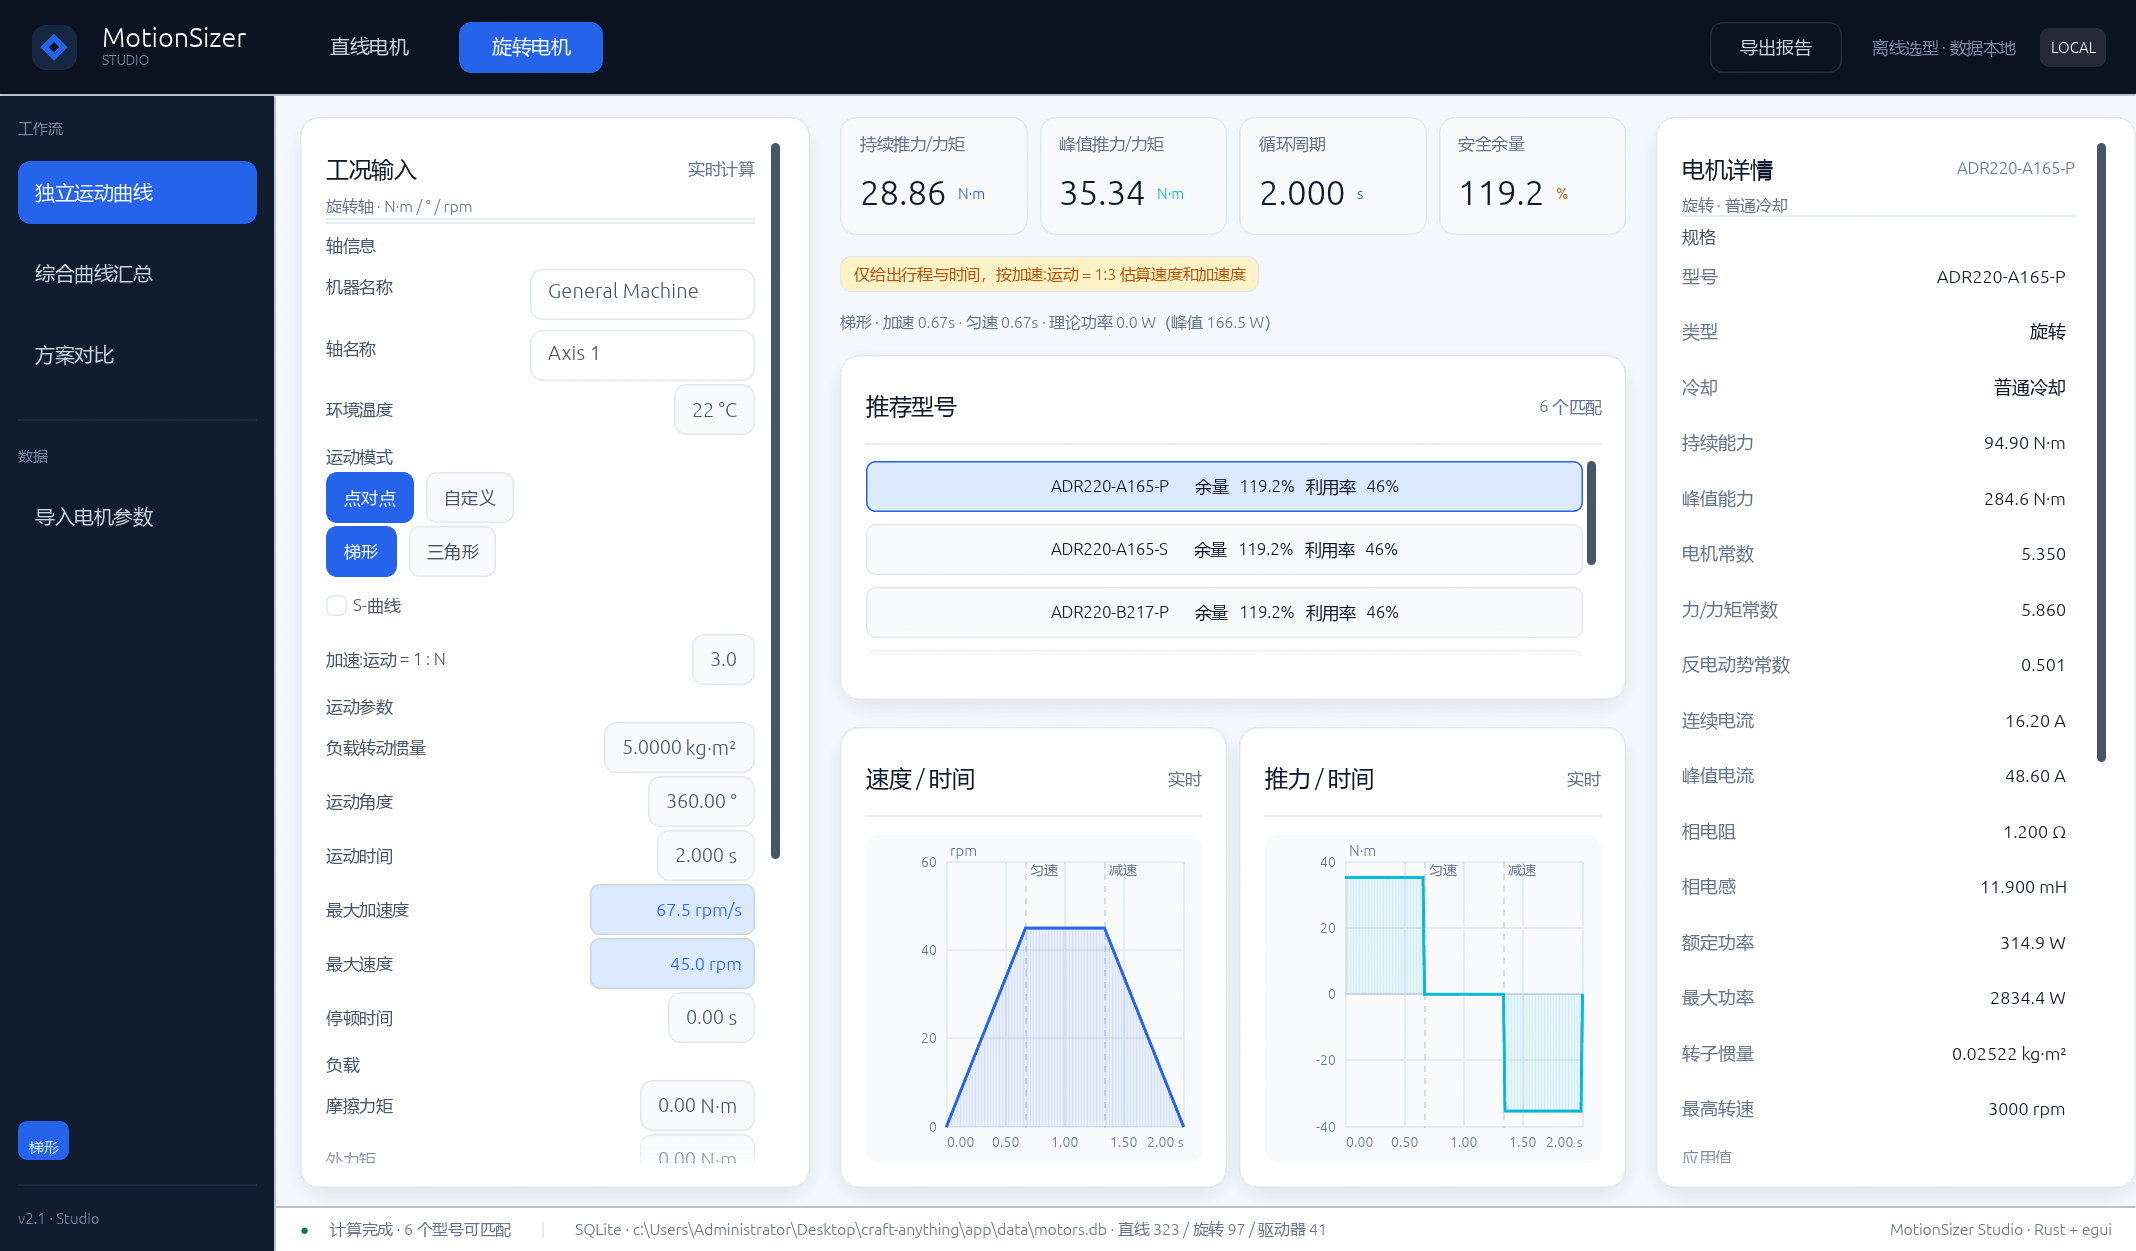 MotionSizer
STUDIO
直线电机
旋转电机
导出报告
离线选型 · 数据本地
LOCAL
工作流
独立运动曲线
综合曲线汇总
方案对比
数据
导入电机参数
梯形
v2.1 · Studio
工况输入
实时计算
旋转轴 · N·m / ° / rpm
轴信息
机器名称 General Machine
轴名称 Axis 1
环境温度 22 °C
运动模式
点对点 自定义
梯形 三角形
S-曲线
加速:运动 = 1 : N 3.0
运动参数
负载转动惯量 5.0000 kg·m²
运动角度 360.00 °
运动时间 2.000 s
最大加速度 67.5 rpm/s
最大速度 45.0 rpm
停顿时间 0.00 s
负载
摩擦力矩 0.00 N·m
外力矩 0.00 N·m
持续推力/力矩
28.86 N·m
峰值推力/力矩
35.34 N·m
循环周期
2.000 s
安全余量
119.2 %
仅给出行程与时间，按加速:运动 = 1:3 估算速度和加速度
梯形 · 加速 0.67s · 匀速 0.67s · 理论功率 0.0 W（峰值 166.5 W）
推荐型号
6 个匹配
ADR220-A165-P 余量 119.2% 利用率 46%
ADR220-A165-S 余量 119.2% 利用率 46%
ADR220-B217-P 余量 119.2% 利用率 46%
速度 / 时间
实时
rpm
匀速 减速
60
40
20
0
0.00 0.50 1.00 1.50 2.00 s
推力 / 时间
实时
N·m
匀速 减速
40
20
0
-20
-40
0.00 0.50 1.00 1.50 2.00 s
电机详情
ADR220-A165-P
旋转 · 普通冷却
规格
型号 ADR220-A165-P
类型 旋转
冷却 普通冷却
持续能力 94.90 N·m
峰值能力 284.6 N·m
电机常数 5.350
力/力矩常数 5.860
反电动势常数 0.501
连续电流 16.20 A
峰值电流 48.60 A
相电阻 1.200 Ω
相电感 11.900 mH
额定功率 314.9 W
最大功率 2834.4 W
转子惯量 0.02522 kg·m²
最高转速 3000 rpm
应用值
计算完成 · 6 个型号可匹配
SQLite · c:\Users\Administrator\Desktop\craft-anything\app\data\motors.db · 直线 323 / 旋转 97 / 驱动器 41
MotionSizer Studio · Rust + egui